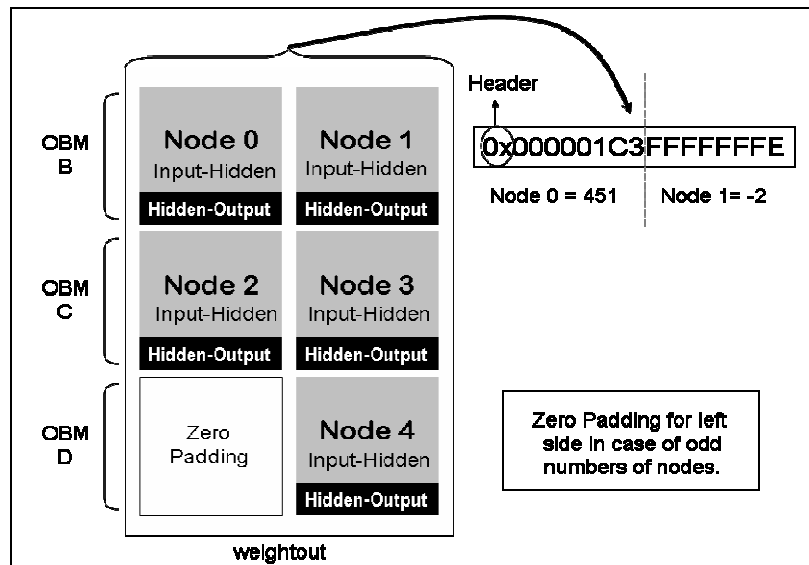 Header
0x000001C3FFFFFFFE
Node 0 = 451 Node 1= -2
OBM
B
Node 0
Input-Hidden
Hidden-Output
Node 1
Input-Hidden
Hidden-Output
OBM
C
Node 2
Input-Hidden
Hidden-Output
Node 3
Input-Hidden
Hidden-Output
OBM
D
Zero
Padding
Node 4
Input-Hidden
Hidden-Output
Zero Padding for left
side in case of odd
numbers of nodes.
weightout